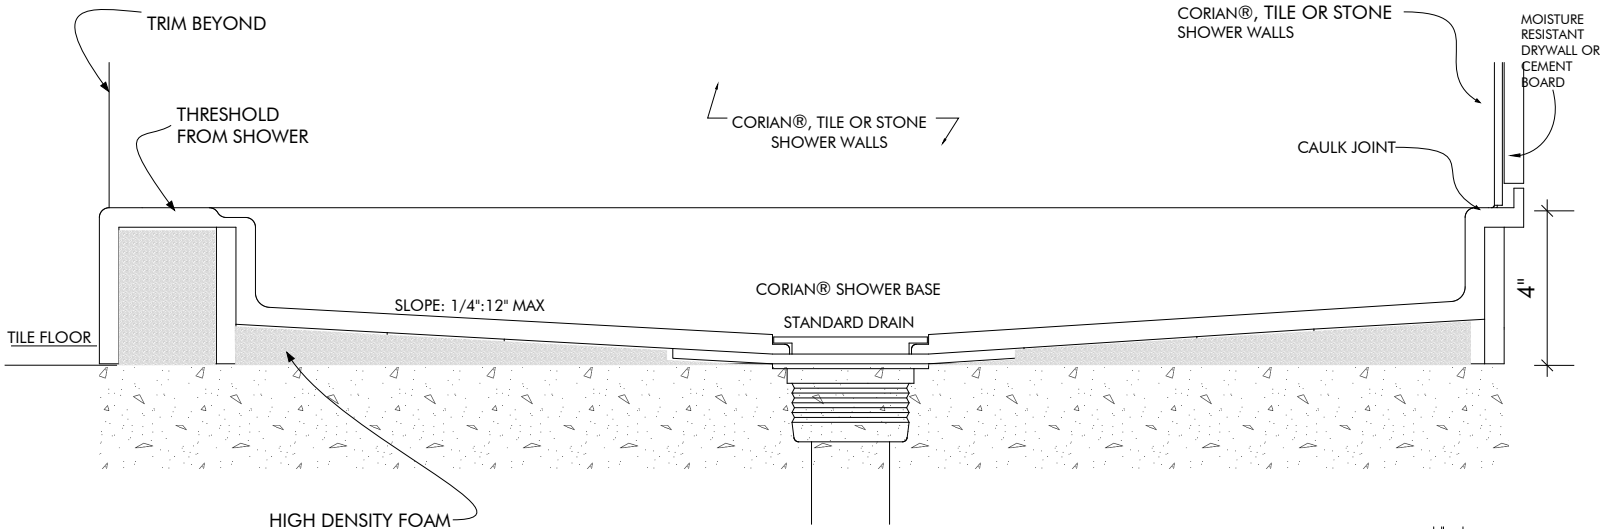 TRIM BEYOND
CORIAN®, TILE OR STONE
SHOWER WALLS
MOISTURE
RESISTANT
DRYWALL OR
CEMENT
BOARD
THRESHOLD
FROM SHOWER
CORIAN®, TILE OR STONE
SHOWER WALLS
CAULK JOINT
CORIAN® SHOWER BASE
4"
SLOPE: 1/4":12" MAX
STANDARD DRAIN
TILE FLOOR
HIGH DENSITY FOAM